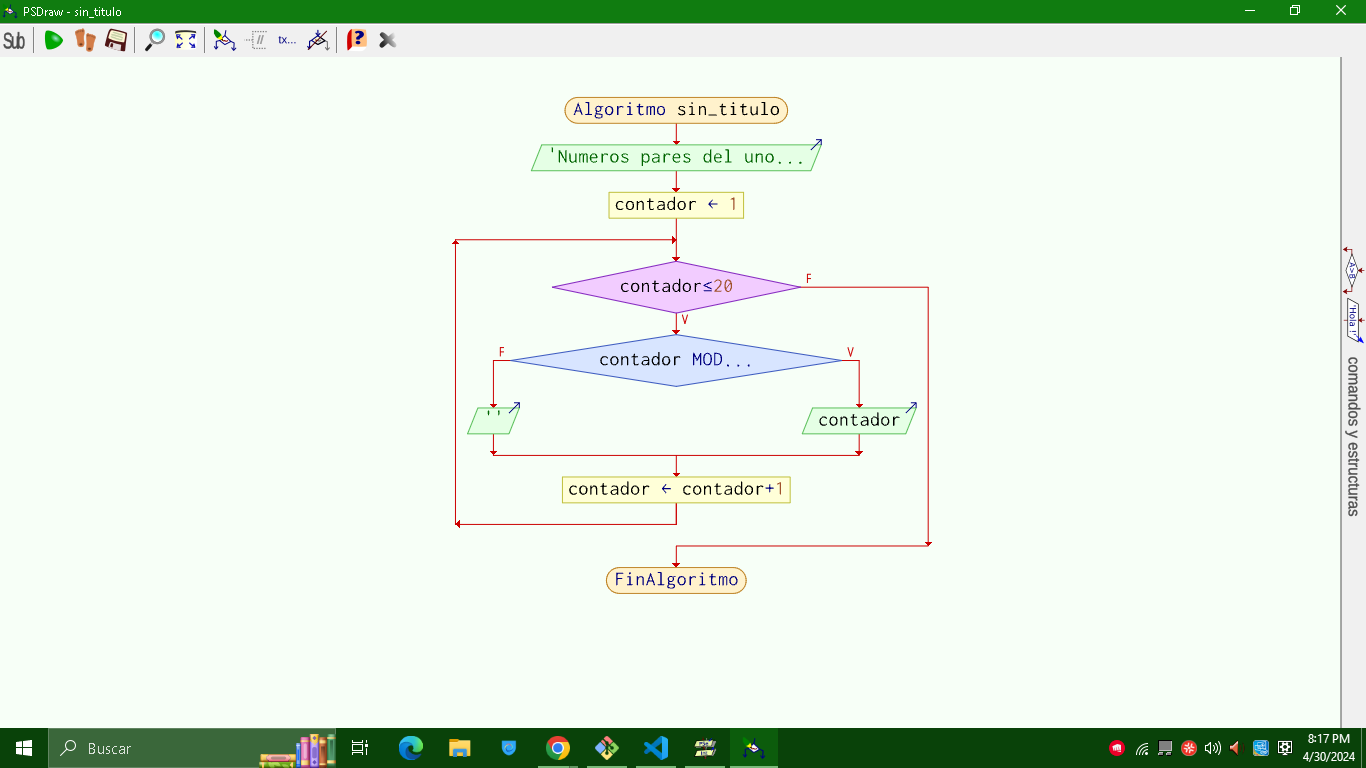 PSDraw - sin_titulo
Sub
tx...
?
Algoritmo sin_titulo
'Numeros pares del uno...
contador ← 1
contador≤20
F
V
contador MOD...
F
V
''
contador
contador ← contador+1
FinAlgoritmo
A>B
'Hola !'
comandos y estructuras
Buscar
8:17 PM
4/30/2024